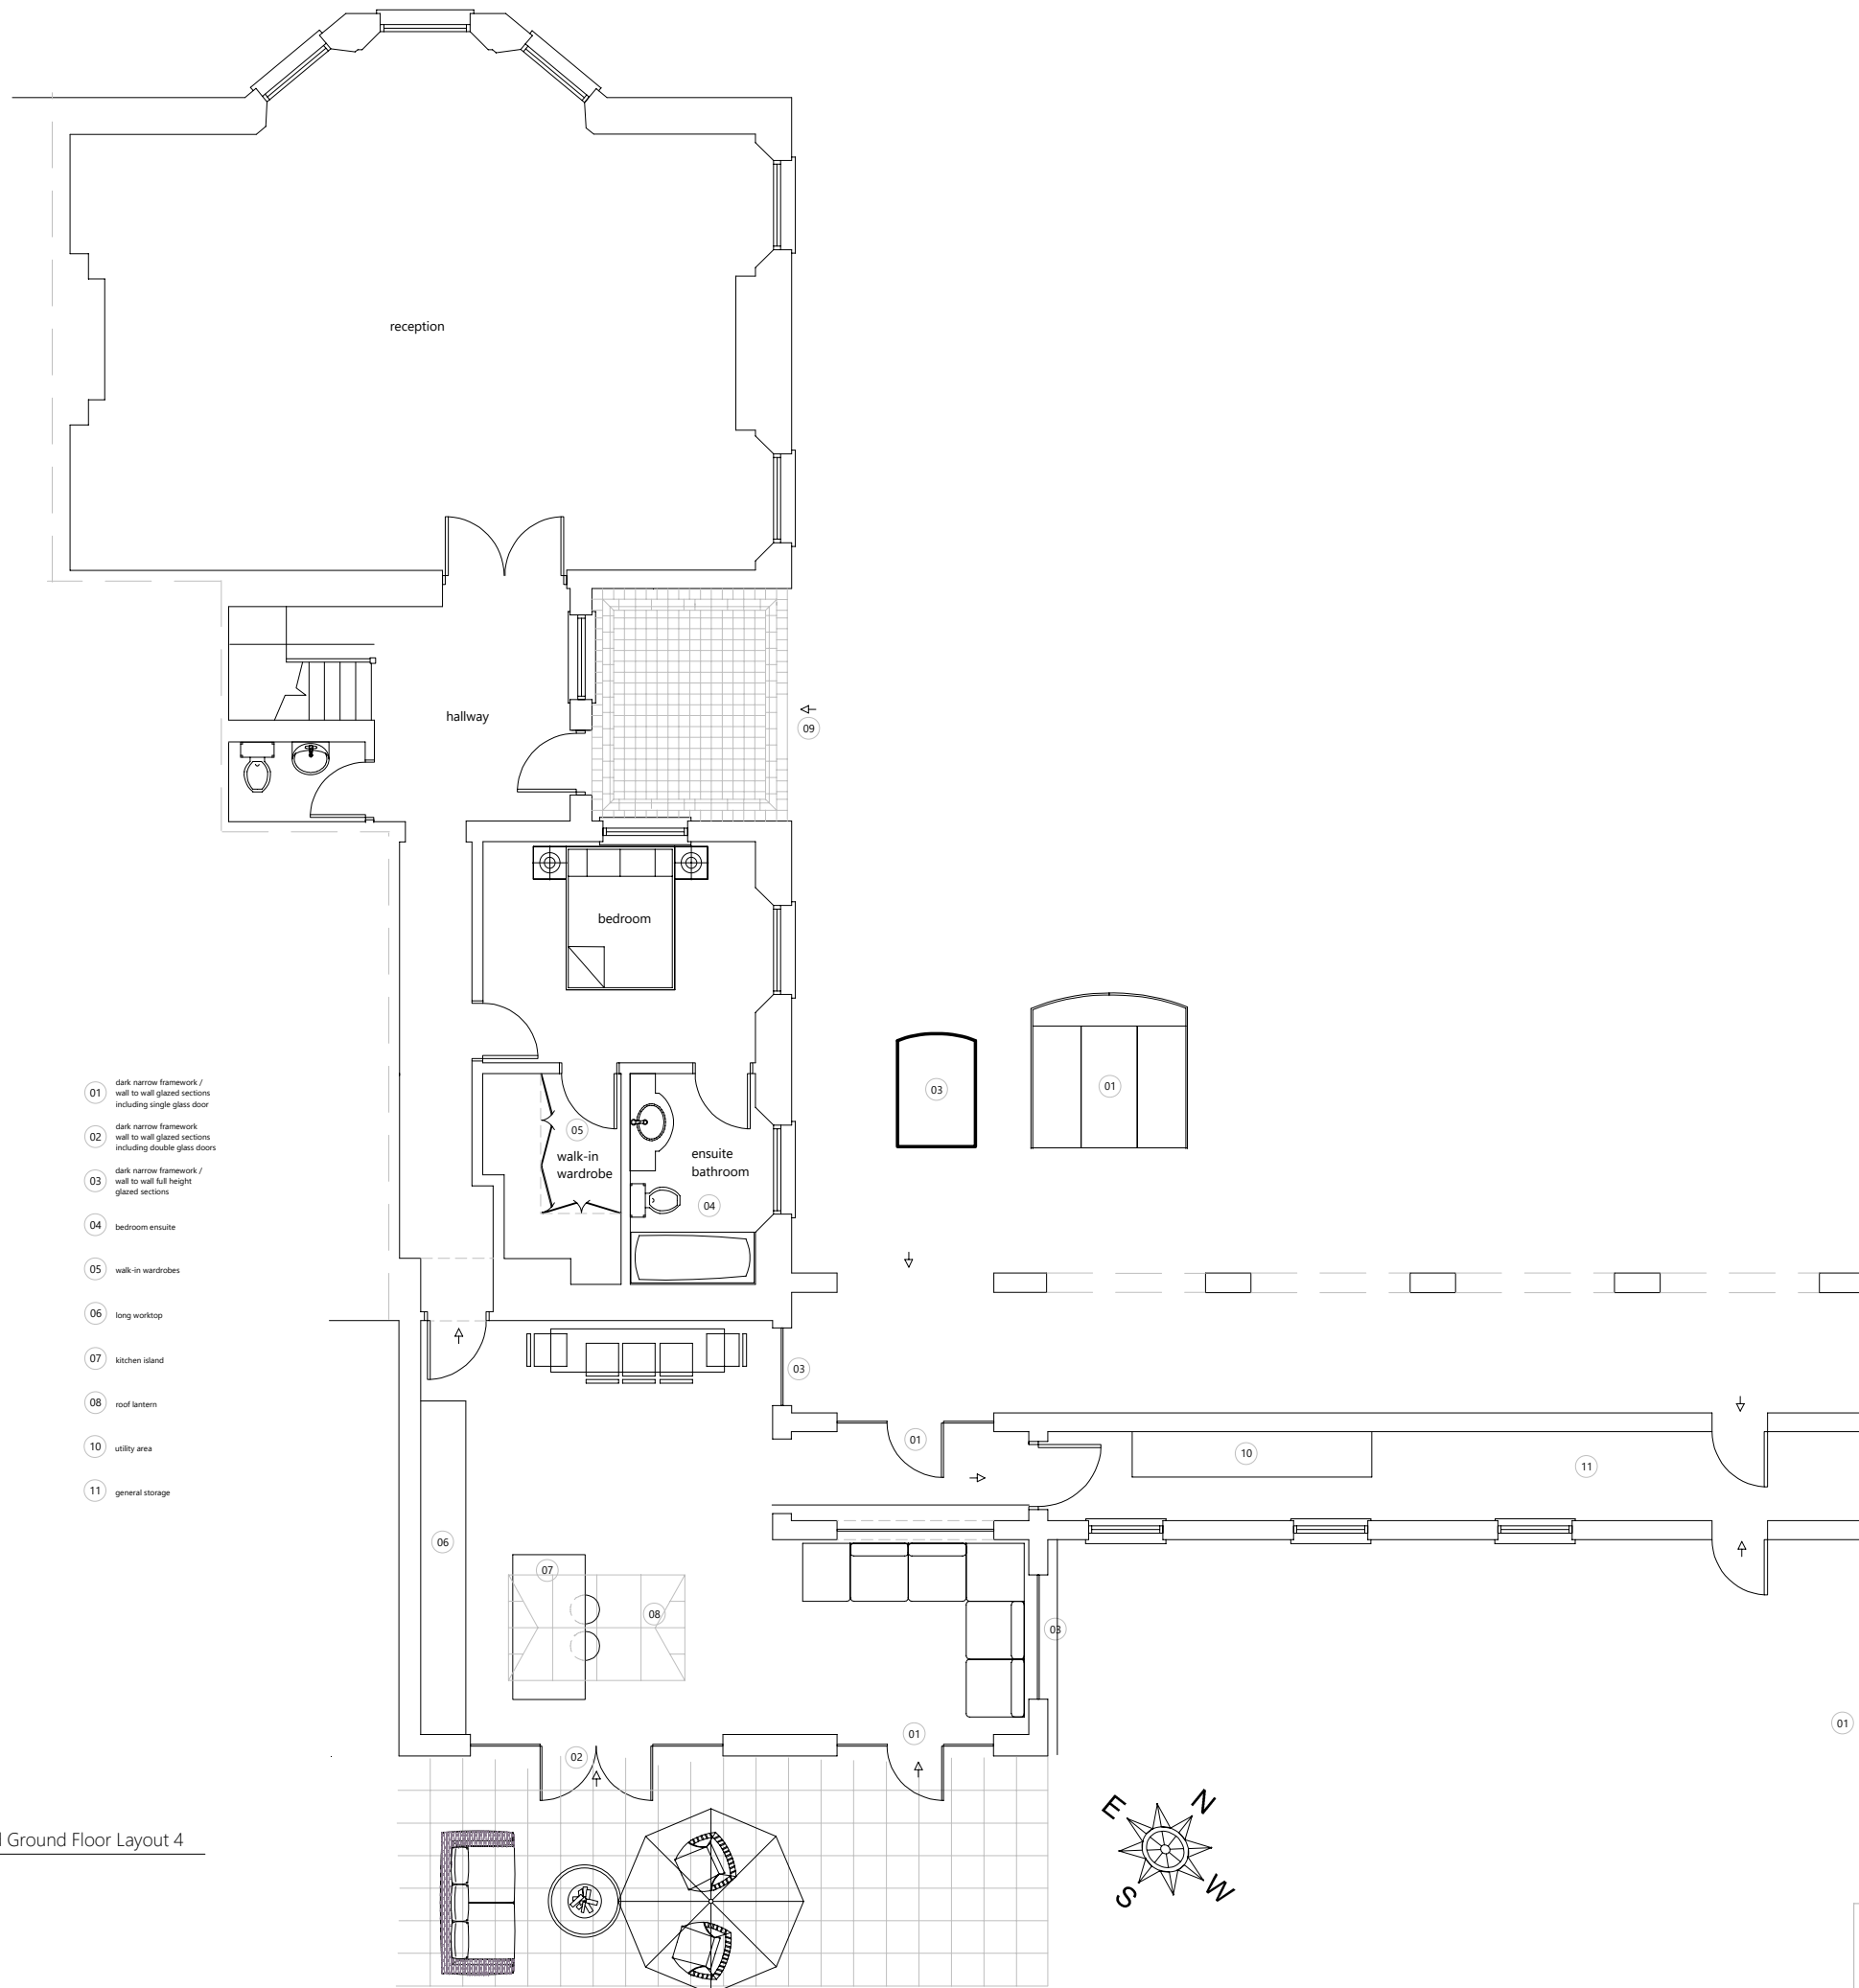 reception
hallway
09
bedroom
03
01
05
walk-in
wardrobe
ensuite
bathroom
04
01
dark narrow framework /
wall to wall glazed sections
including single glass door
02
dark narrow framework
wall to wall glazed sections
including double glass doors
03
dark narrow framework /
wall to wall full height
glazed sections
04
bedroom ensuite
05
walk-in wardrobes
06
long worktop
07
kitchen island
08
roof lantern
10
utility area
11
general storage
03
01
10
11
06
07
08
03
01
02
01
E
N
S
W
Ground Floor Layout 4